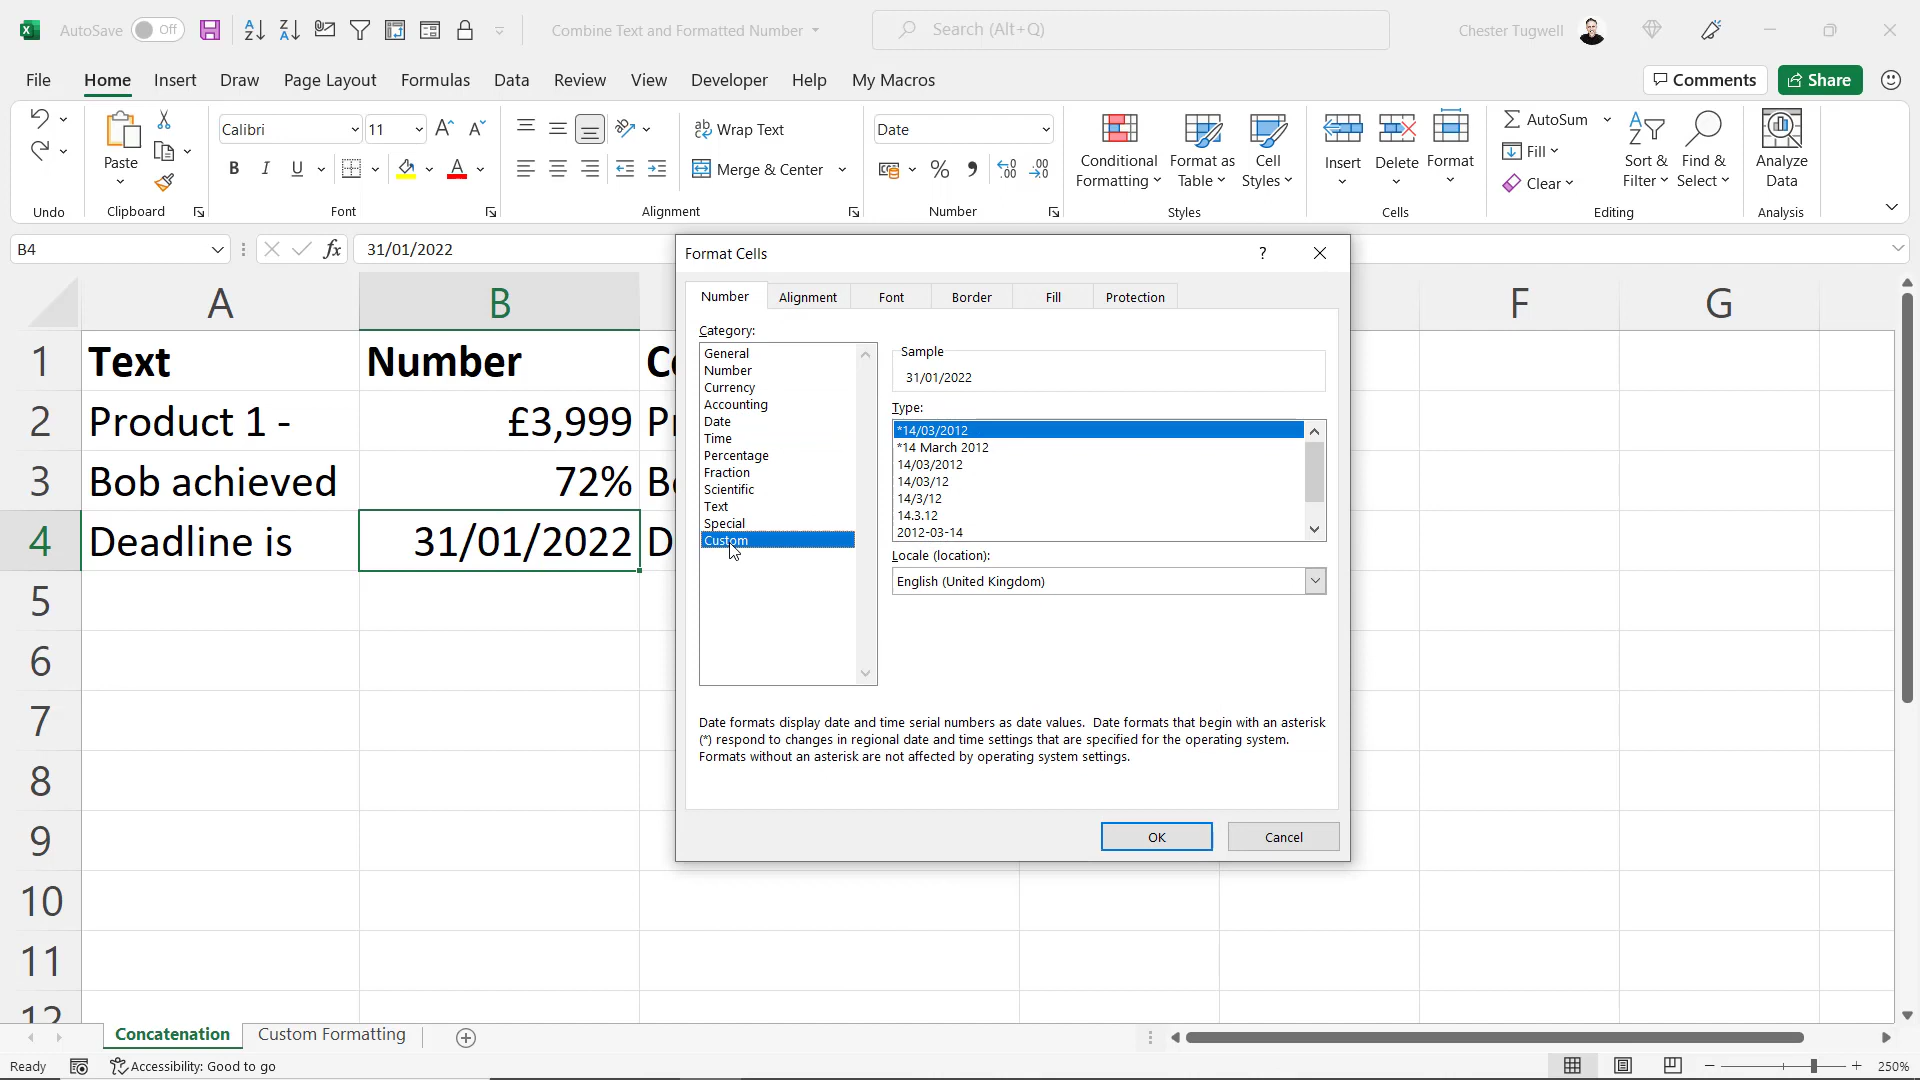 AutoSave Off Combine Text and Formatted Number Search (Alt+Q) Chester Tugwell
File Home Insert Draw Page Layout Formulas Data Review View Developer Help My Macros Comments Share
Calibri 11 Wrap Text Date AutoSum
Paste B I U Merge & Center % Conditional Formatting Format as Table Cell Styles Insert Delete Format Fill Sort & Filter Find & Select Analyze Data
Clear
Undo Clipboard Font Alignment Number Styles Cells Editing Analysis
B4 fx 31/01/2022
A B F G
1 Text Number C
2 Product 1 - £3,999 P
3 Bob achieved 72% B
4 Deadline is 31/01/2022 D
5
6
7
8
9
10
11
12
Format Cells ?
Number Alignment Font Border Fill Protection
Category:
General
Number
Currency
Accounting
Date
Time
Percentage
Fraction
Scientific
Text
Special
Custom
Sample
31/01/2022
Type:
*14/03/2012
*14 March 2012
14/03/2012
14/03/12
14/3/12
14.3.12
2012-03-14
Locale (location):
English (United Kingdom)
Date formats display date and time serial numbers as date values. Date formats that begin with an asterisk
(*) respond to changes in regional date and time settings that are specified for the operating system.
Formats without an asterisk are not affected by operating system settings.
OK Cancel
Concatenation Custom Formatting
Ready Accessibility: Good to go 250%